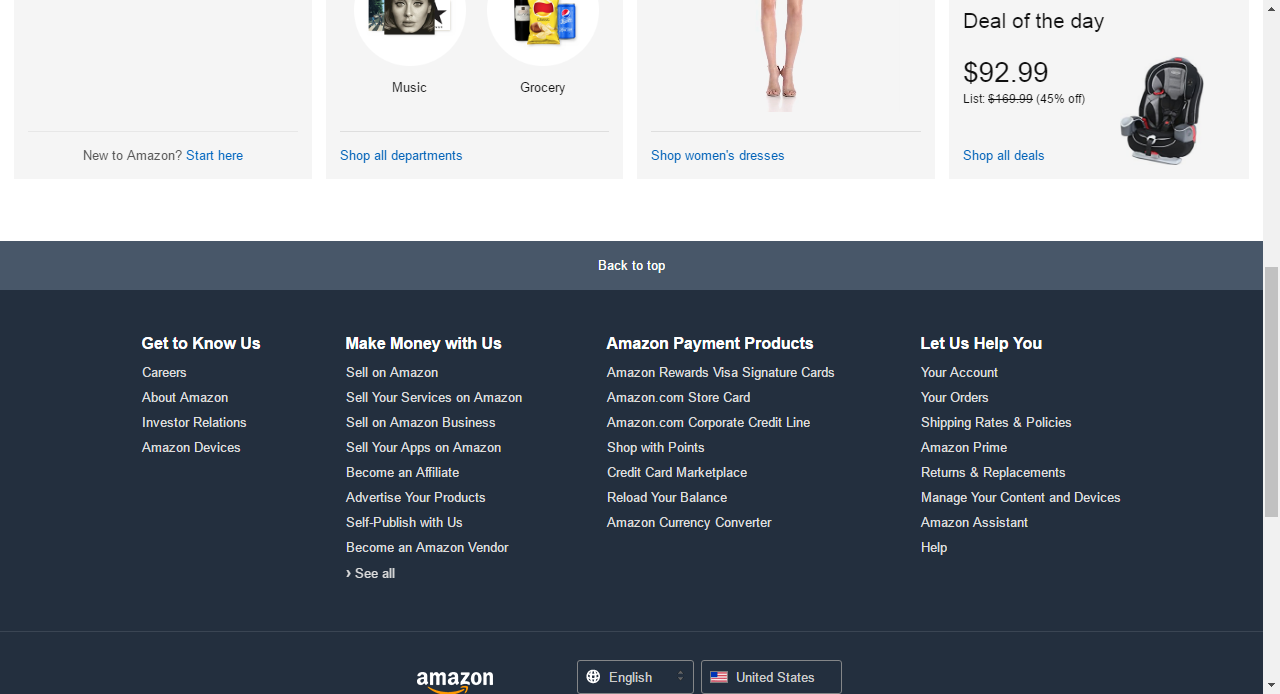 Music
Grocery
New to Amazon? Start here
Shop all departments
Shop women's dresses
Deal of the day
$92.99
List: $169.99 (45% off)
Shop all deals
Back to top
Get to Know Us
Careers
About Amazon
Investor Relations
Amazon Devices
Make Money with Us
Sell on Amazon
Sell Your Services on Amazon
Sell on Amazon Business
Sell Your Apps on Amazon
Become an Affiliate
Advertise Your Products
Self-Publish with Us
Become an Amazon Vendor
› See all
Amazon Payment Products
Amazon Rewards Visa Signature Cards
Amazon.com Store Card
Amazon.com Corporate Credit Line
Shop with Points
Credit Card Marketplace
Reload Your Balance
Amazon Currency Converter
Let Us Help You
Your Account
Your Orders
Shipping Rates & Policies
Amazon Prime
Returns & Replacements
Manage Your Content and Devices
Amazon Assistant
Help
amazon
English
United States